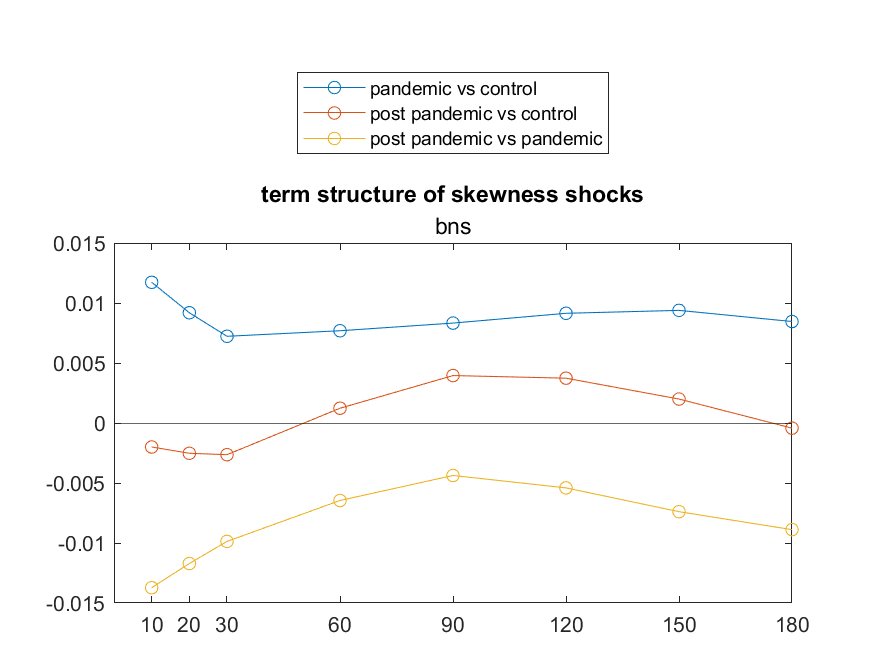 pandemic vs control
post pandemic vs control
post pandemic vs pandemic
term structure of skewness shocks
bns
0.015
0.01
0.005
0
-0.005
-0.01
-0.015
10 20 30 60 90 120 150 180